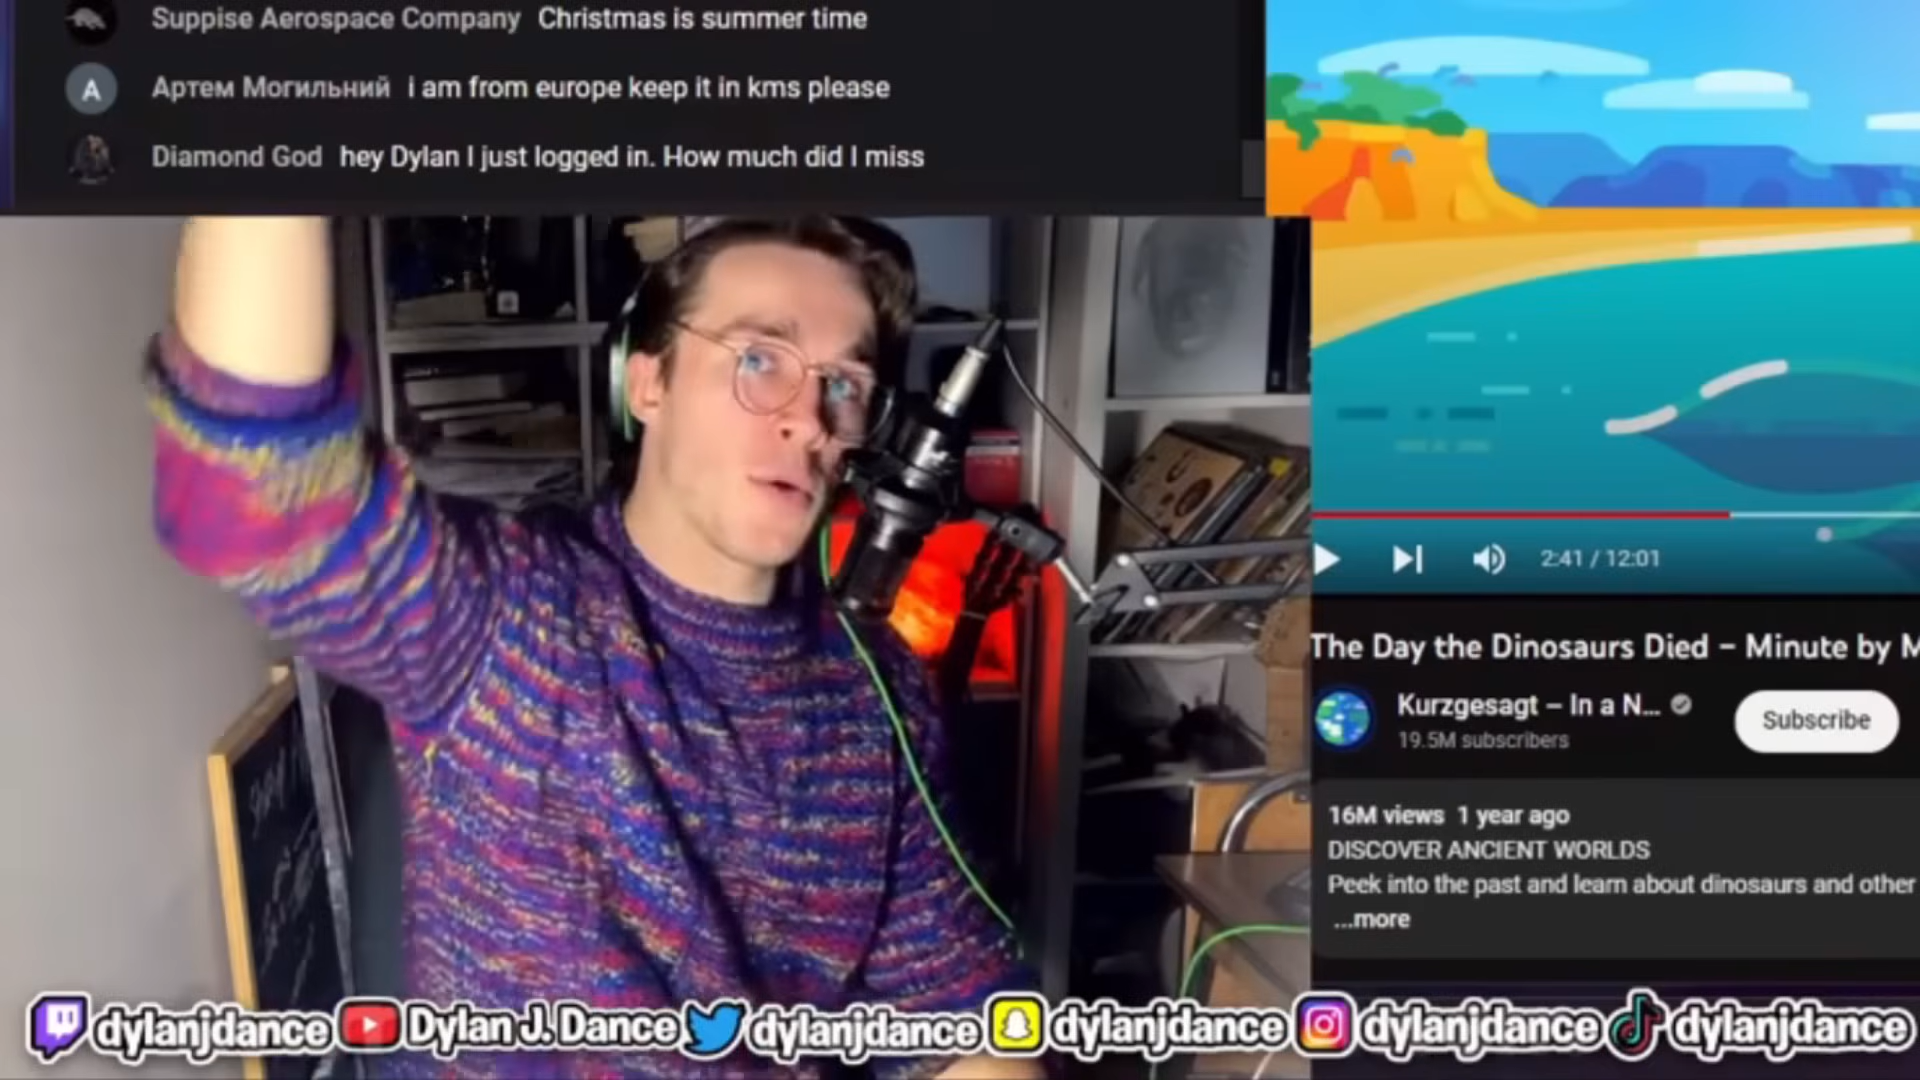 Suppise Aerospace Company Christmas is summer time
A Артем Могильний i am from europe keep it in kms please
Diamond God hey Dylan I just logged in. How much did I miss
2:41 / 12:01
The Day the Dinosaurs Died – Minute by M
Kurzgesagt – In a N...
19.5M subscribers
Subscribe
16M views 1 year ago
DISCOVER ANCIENT WORLDS
Peek into the past and learn about dinosaurs and other
...more
dylanjdance Dylan J. Dance dylanjdance dylanjdance dylanjdance dylanjdance